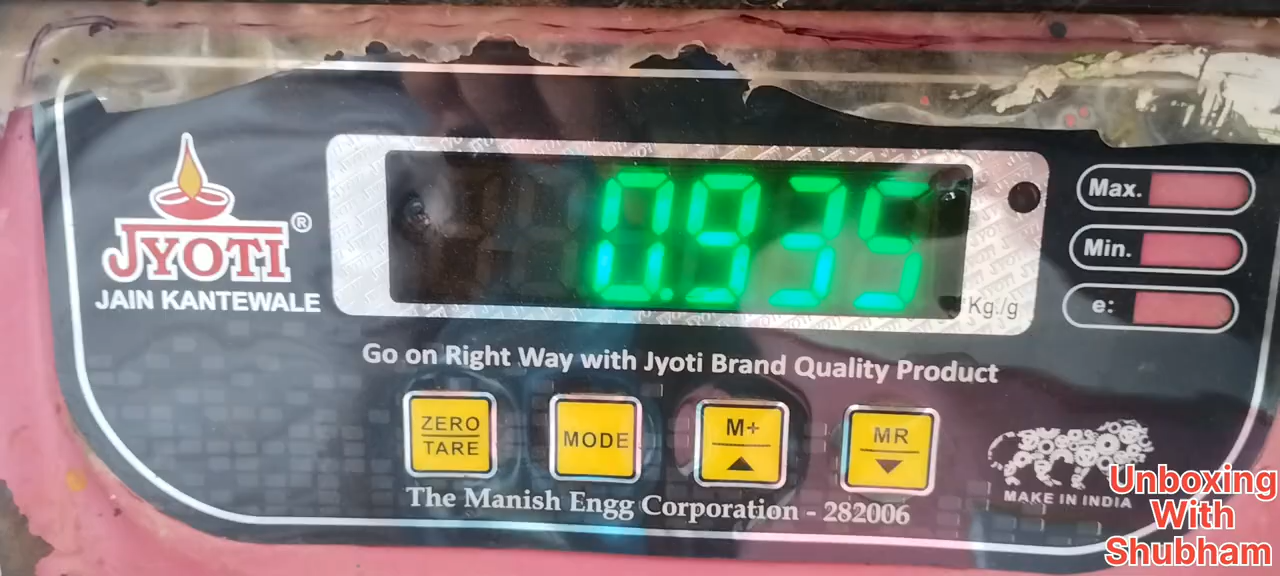 JYOTI®
JAIN KANTEWALE
0.935
Kg./g
Max.
Min.
e:
Go on Right Way with Jyoti Brand Quality Product
ZERO
TARE
MODE
M+
MR
The Manish Engg Corporation - 282006
MAKE IN INDIA
Unboxing
With
Shubham